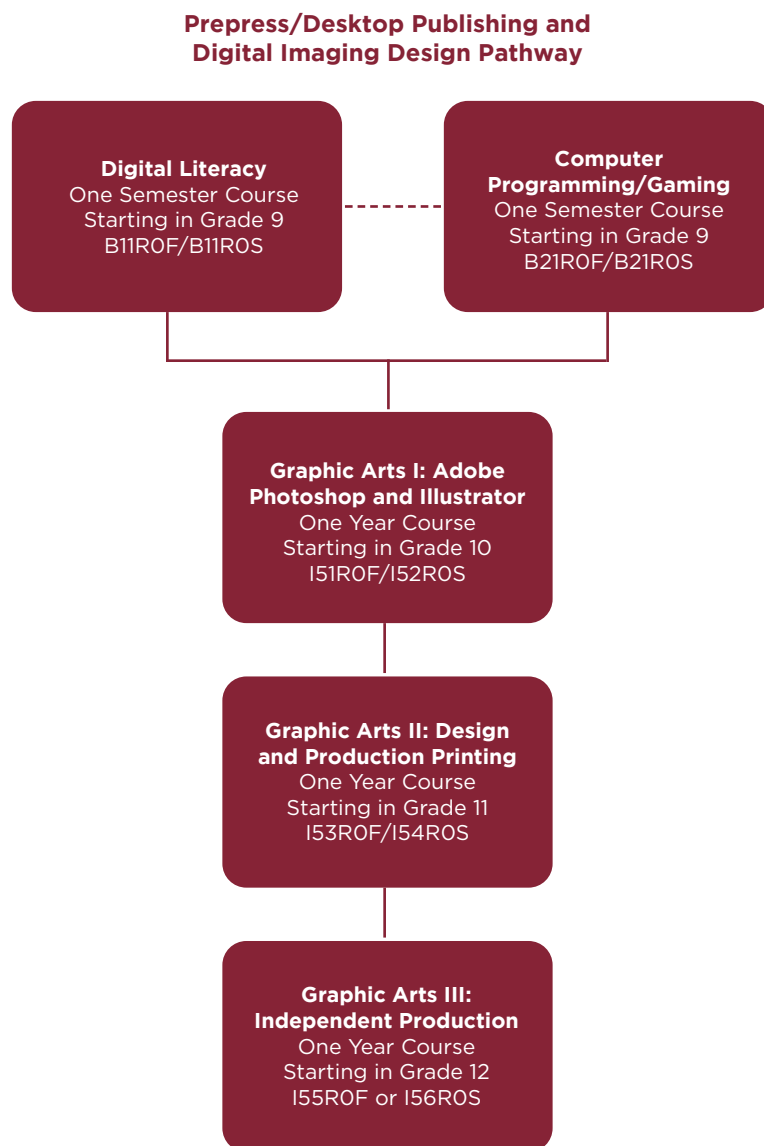 Prepress/Desktop Publishing and
Digital Imaging Design Pathway
Digital Literacy
One Semester Course
Starting in Grade 9
B11R0F/B11R0S
Computer
Programming/Gaming
One Semester Course
Starting in Grade 9
B21R0F/B21R0S
Graphic Arts I: Adobe
Photoshop and Illustrator
One Year Course
Starting in Grade 10
I51R0F/I52R0S
Graphic Arts II: Design
and Production Printing
One Year Course
Starting in Grade 11
I53R0F/I54R0S
Graphic Arts III:
Independent Production
One Year Course
Starting in Grade 12
I55R0F or I56R0S